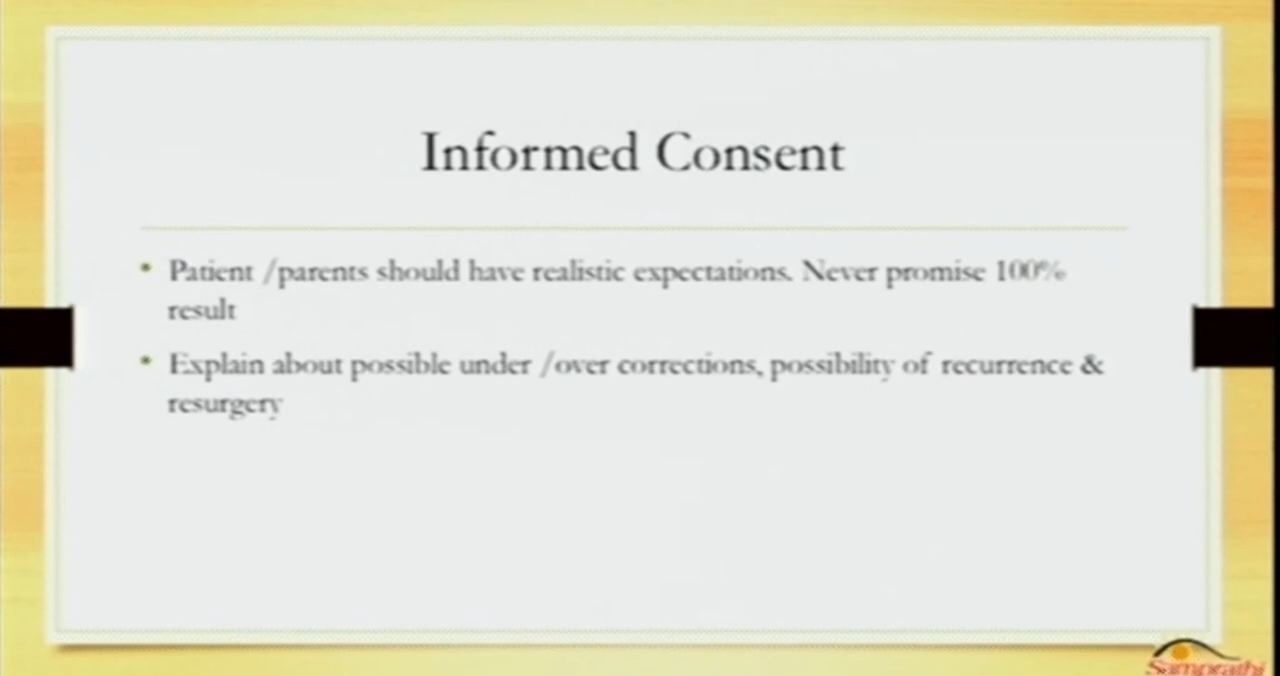 Informed Consent
• Patient /parents should have realistic expectations. Never promise 100%
result
• Explain about possible under /over corrections, possibility of recurrence &
resurgery
Samprathi